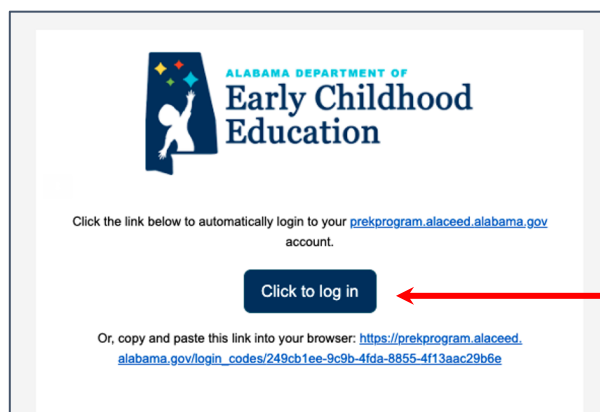 ALABAMA DEPARTMENT OF
Early Childhood
Education
Click the link below to automatically login to your prekprogram.alaceed.alabama.gov
account.
Click to log in
Or, copy and paste this link into your browser: https://prekprogram.alaceed.
alabama.gov/login_codes/249cb1ee-9c9b-4fda-8855-4f13aac29b6e